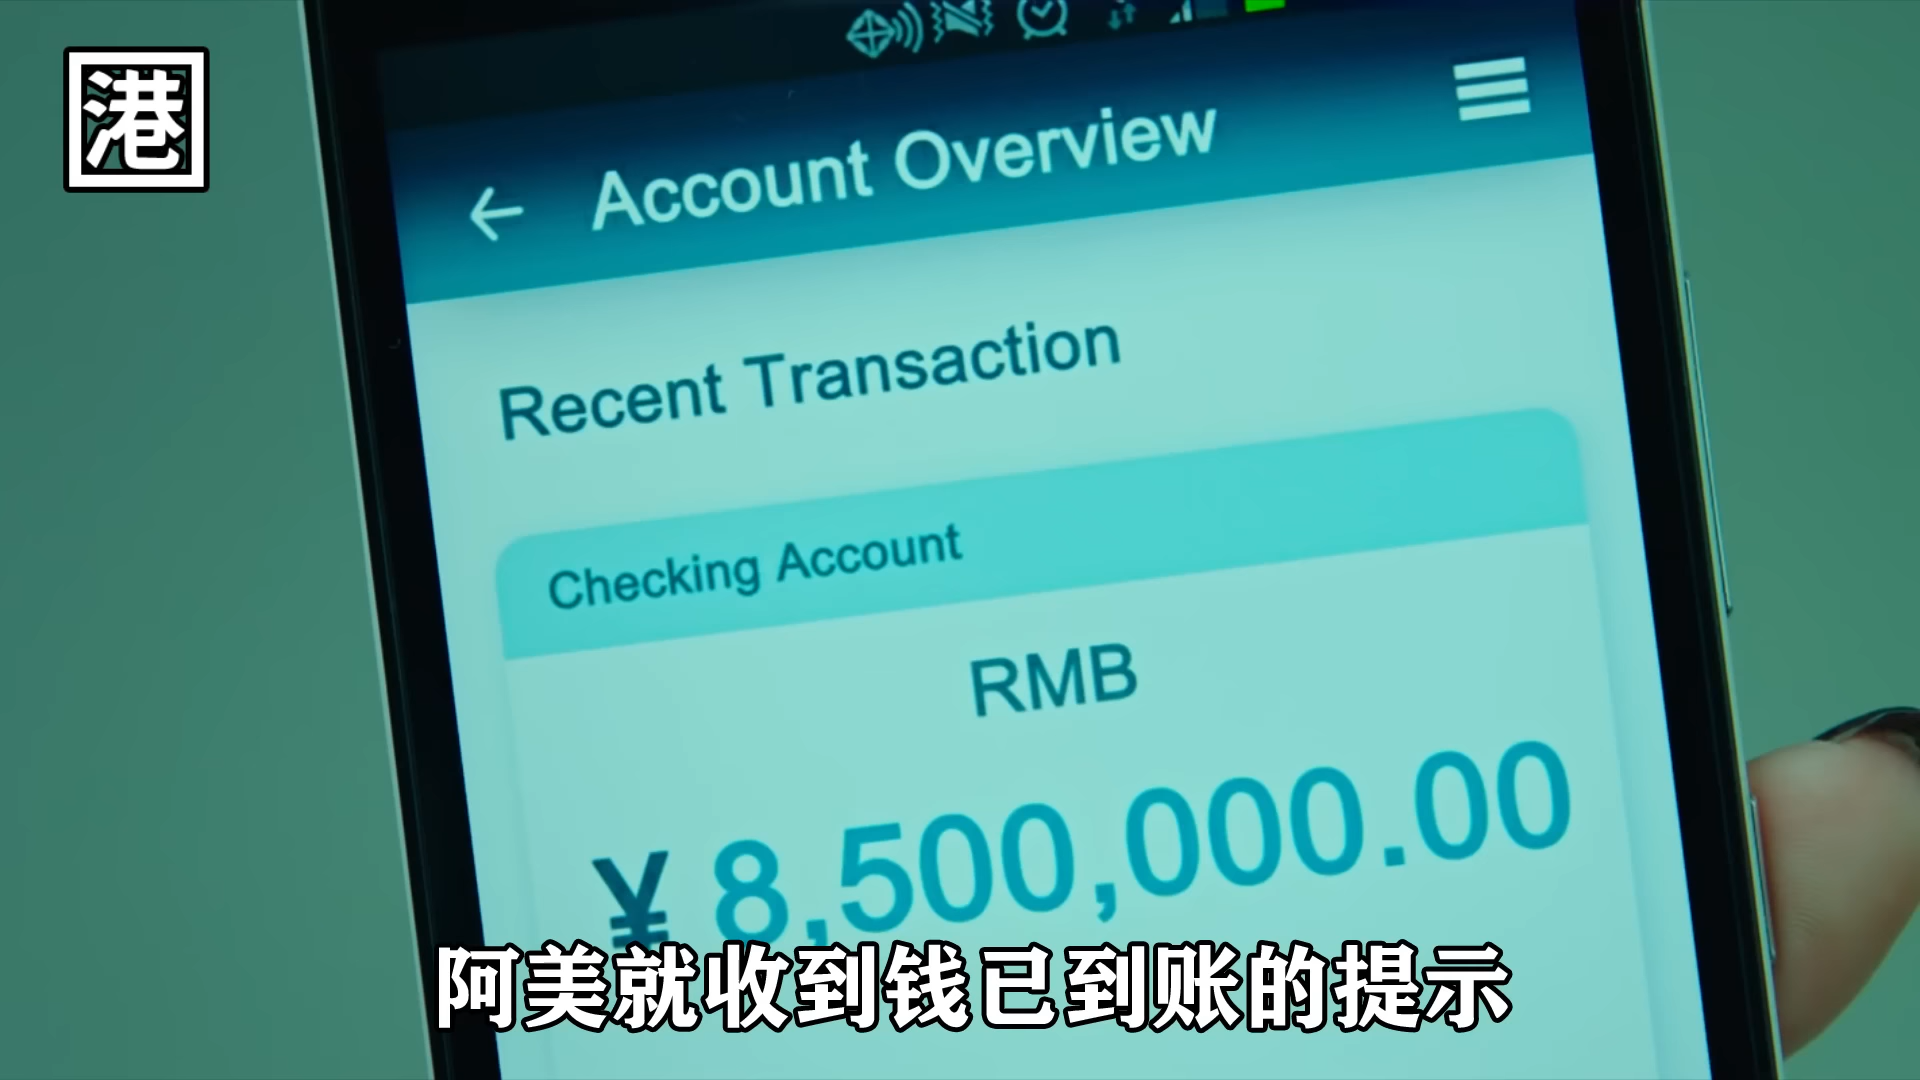 港
Account Overview
Recent Transaction
Checking Account
RMB
¥ 8,500,000.00
阿美就收到钱已到账的提示